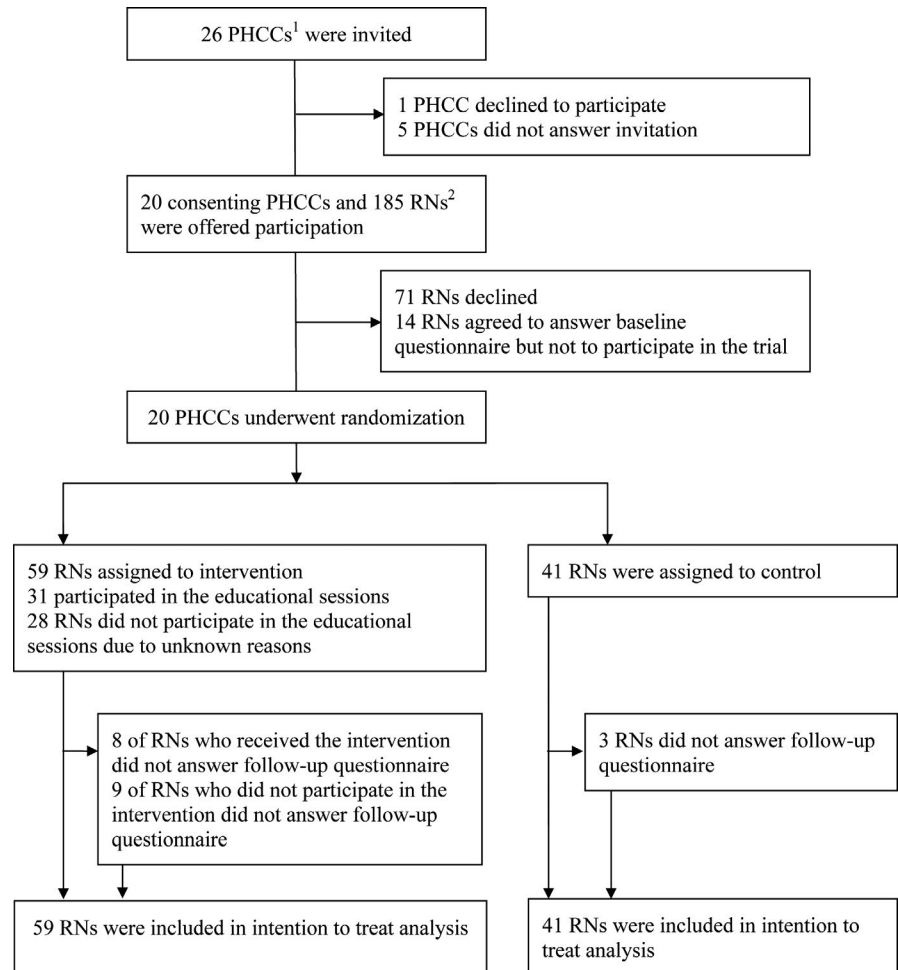 26 PHCCs¹ were invited
1 PHCC declined to participate
5 PHCCs did not answer invitation
20 consenting PHCCs and 185 RNs²
were offered participation
71 RNs declined
14 RNs agreed to answer baseline
questionnaire but not to participate in the trial
20 PHCCs underwent randomization
59 RNs assigned to intervention
31 participated in the educational sessions
28 RNs did not participate in the educational
sessions due to unknown reasons
41 RNs were assigned to control
8 of RNs who received the intervention
did not answer follow-up questionnaire
9 of RNs who did not participate in the
intervention did not answer follow-up
questionnaire
3 RNs did not answer follow-up
questionnaire
59 RNs were included in intention to treat analysis
41 RNs were included in intention to
treat analysis